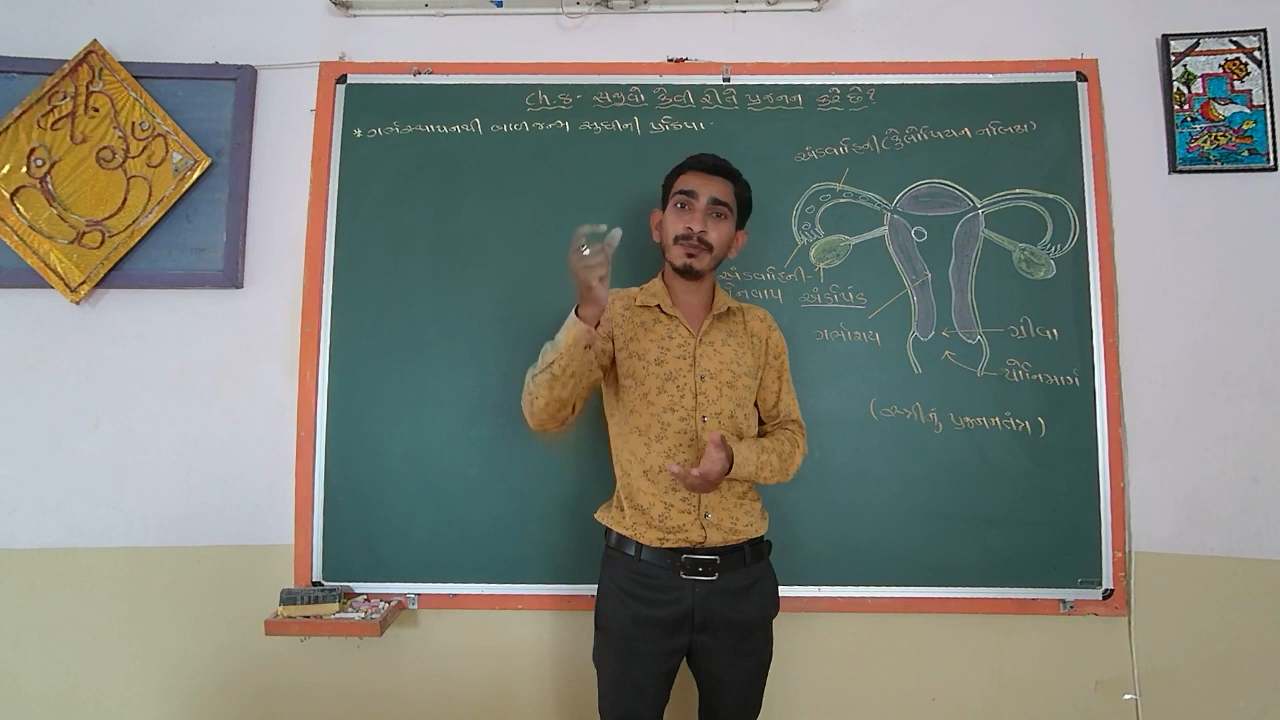 Ch.8- સજીવો કેવી રીતે પ્રજનન કરે છે?
* ગર્ભસ્થાપનથી બાળજન્મ સુધીની પ્રક્રિયા
અંડવાહિની(ફેલોપિયન નલિકા)
અંડવાહિની-
નિવાપ
અંડપિંડ
ગર્ભાશય
ગ્રીવા
યોનિમાર્ગ
(સ્ત્રીનું પ્રજનનતંત્ર)